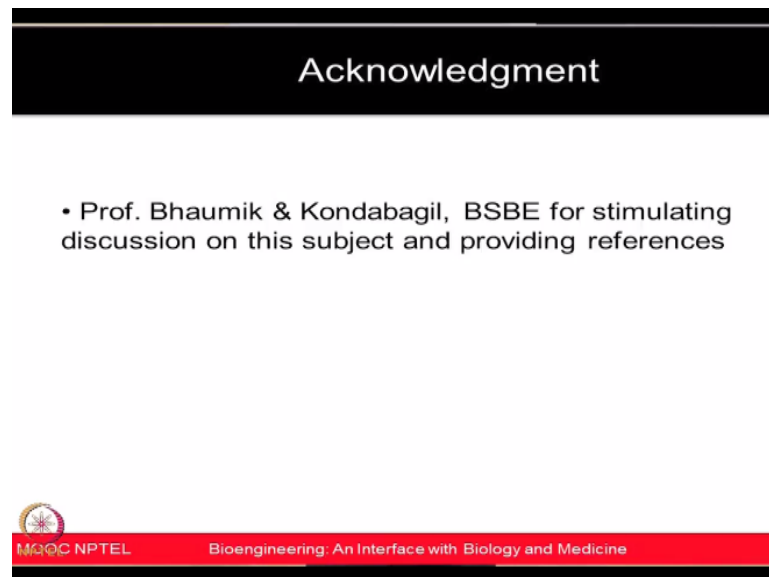 Acknowledgment
• Prof. Bhaumik & Kondabagil, BSBE for stimulating
discussion on this subject and providing references
MOOC NPTEL Bioengineering: An Interface with Biology and Medicine